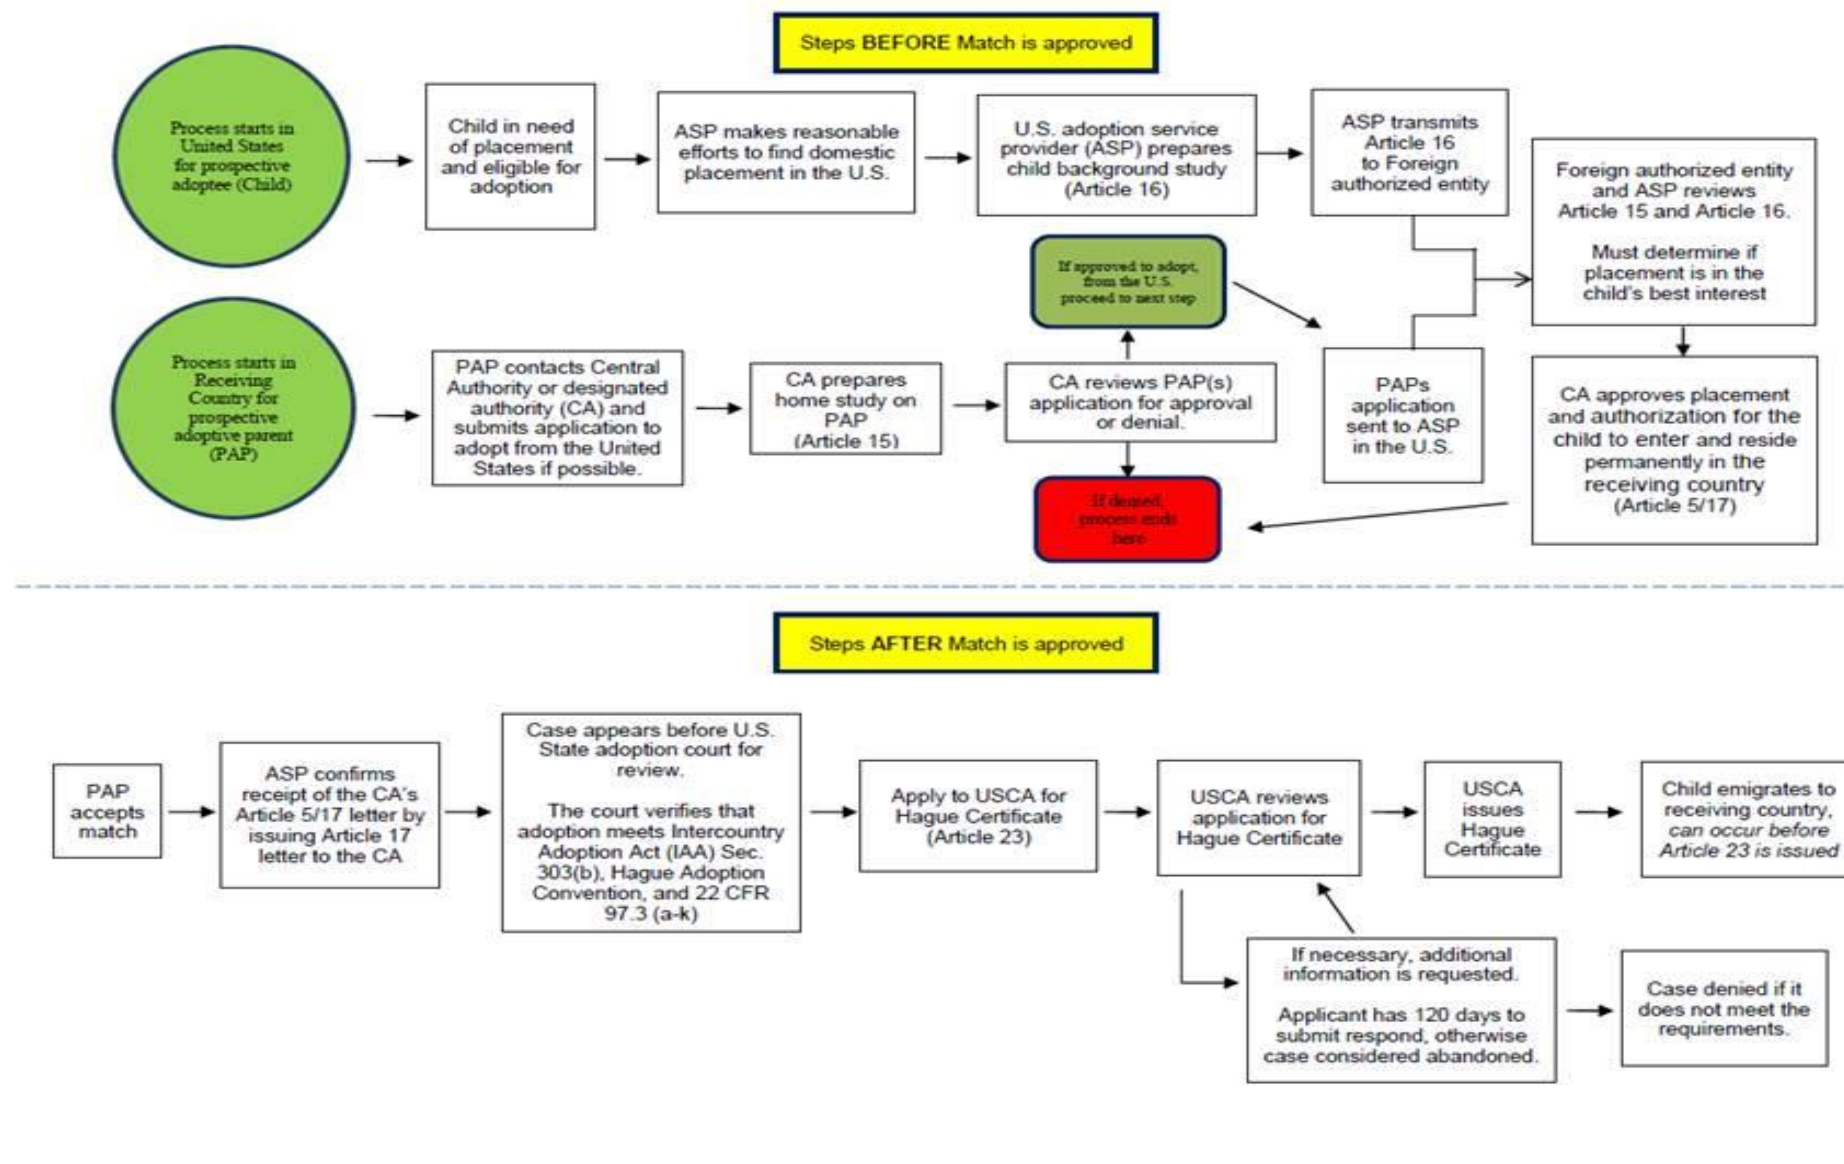 Steps BEFORE Match is approved
Process starts in
United States
for prospective
adoptee (Child)
Child in need
of placement
and eligible for
adoption
ASP makes reasonable
efforts to find domestic
placement in the U.S.
U.S. adoption service
provider (ASP) prepares
child background study
(Article 16)
ASP transmits
Article 16
to Foreign
authorized entity
Foreign authorized entity
and ASP reviews
Article 15 and Article 16.
Must determine if
placement is in the
child's best interest
If approved to adopt,
from the U.S.
proceed to next step
Process starts in
Receiving
Country for
prospective
adoptive parent
(PAP)
PAP contacts Central
Authority or designated
authority (CA) and
submits application to
adopt from the United
States if possible.
CA prepares
home study on
PAP
(Article 15)
CA reviews PAP(s)
application for approval
or denial.
PAPs
application
sent to ASP
in the U.S.
CA approves placement
and authorization for the
child to enter and reside
permanently in the
receiving country
(Article 5/17)
If denied,
process ends
here
Steps AFTER Match is approved
PAP
accepts
match
ASP confirms
receipt of the CA's
Article 5/17 letter by
issuing Article 17
letter to the CA
Case appears before U.S.
State adoption court for
review.
The court verifies that
adoption meets Intercountry
Adoption Act (IAA) Sec.
303(b), Hague Adoption
Convention, and 22 CFR
97.3 (a-k)
Apply to USCA for
Hague Certificate
(Article 23)
USCA reviews
application for
Hague Certificate
USCA
issues
Hague
Certificate
Child emigrates to
receiving country,
can occur before
Article 23 is issued
If necessary, additional
information is requested.
Applicant has 120 days to
submit respond, otherwise
case considered abandoned.
Case denied if it
does not meet the
requirements.